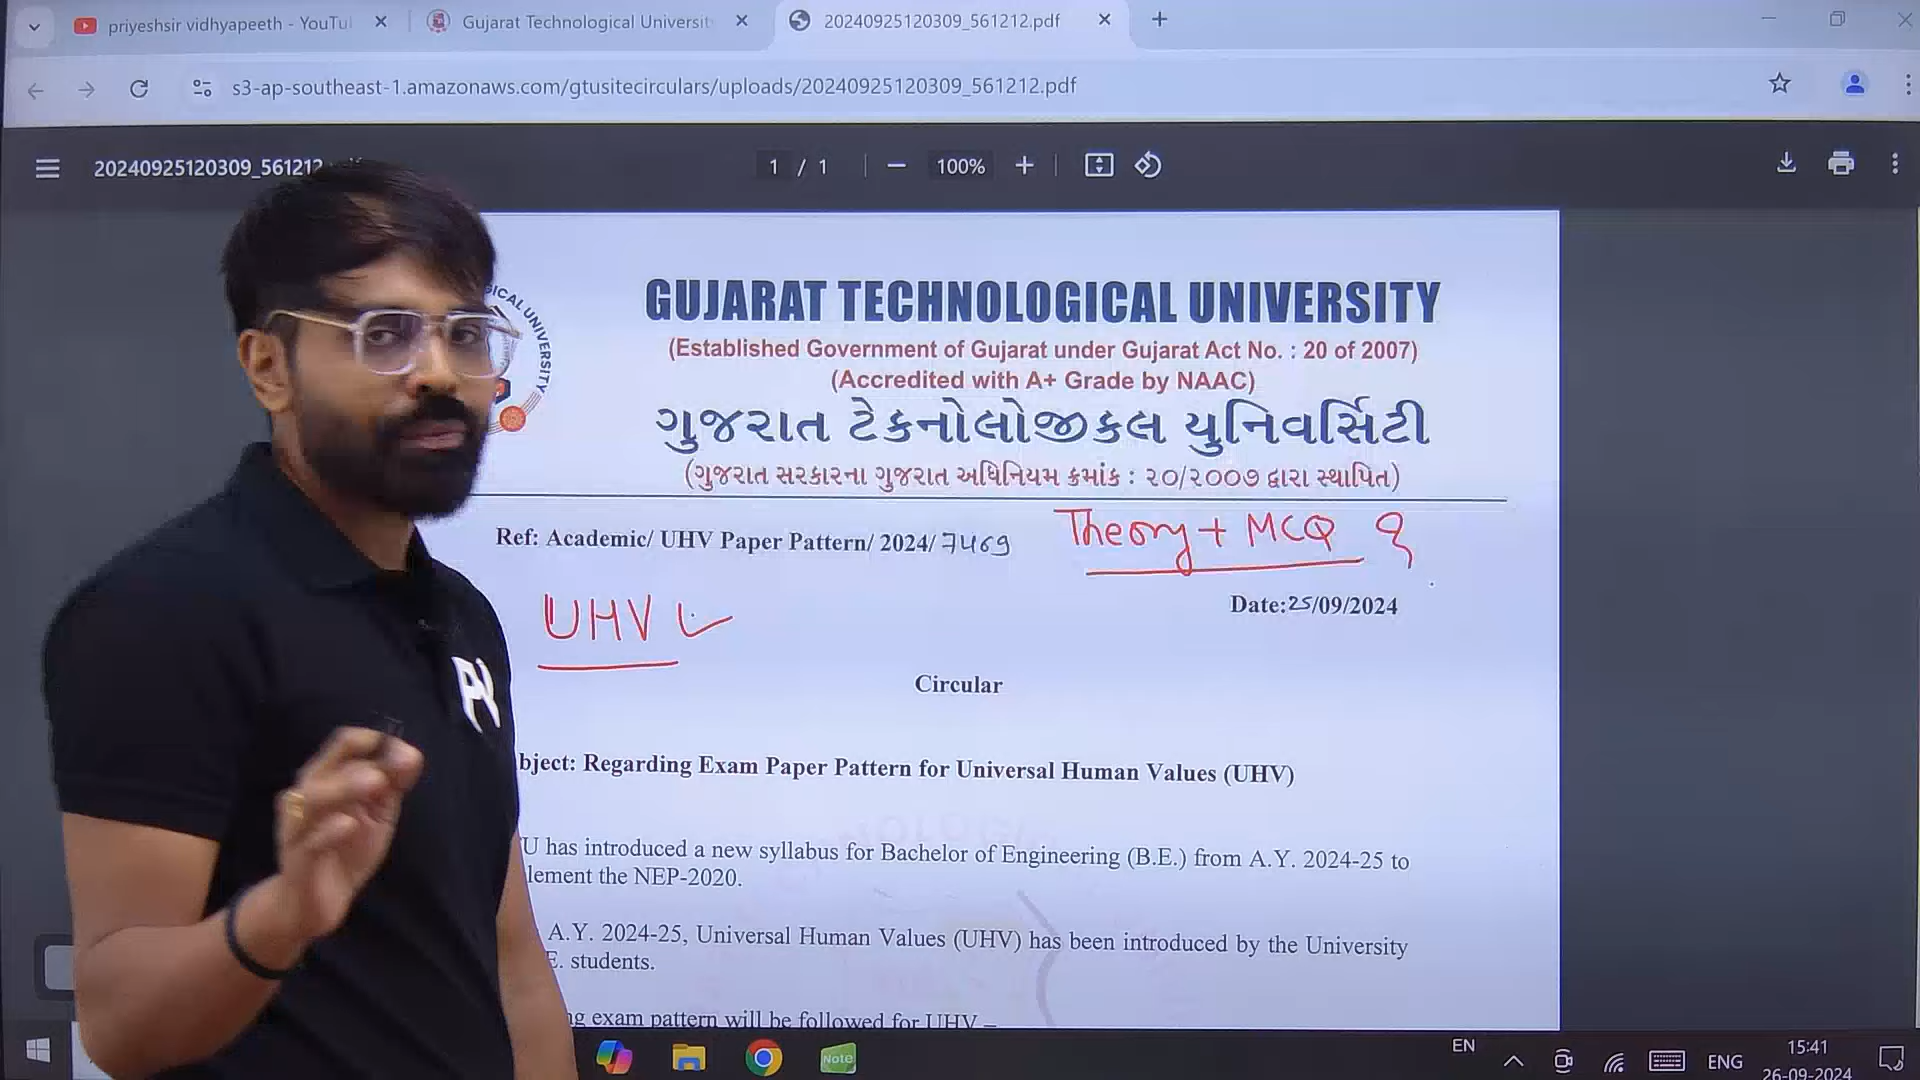 priyeshsir vidhyapeeth - YouTu
Gujarat Technological Universit
20240925120309_561212.pdf
s3-ap-southeast-1.amazonaws.com/gtusitecirculars/uploads/20240925120309_561212.pdf
20240925120309_561212
1 / 1
100%
ICAL UNIVERSITY
GUJARAT TECHNOLOGICAL UNIVERSITY
(Established Government of Gujarat under Gujarat Act No. : 20 of 2007)
(Accredited with A+ Grade by NAAC)
ગુજરાત ટેકનોલોજીકલ યુનિવર્સિટી
(ગુજરાત સરકારના ગુજરાત અધિનિયમ ક્રમાંક : ૨૦/૨૦૦૭ દ્વારા સ્થાપિત)
Ref: Academic/ UHV Paper Pattern/ 2024/ 7469
Theory + MCQ ?
UHV
Date:25/09/2024
Circular
bject: Regarding Exam Paper Pattern for Universal Human Values (UHV)
U has introduced a new syllabus for Bachelor of Engineering (B.E.) from A.Y. 2024-25 to
lement the NEP-2020.
A.Y. 2024-25, Universal Human Values (UHV) has been introduced by the University
E. students.
ng exam pattern will be followed for UHV –
Note
EN
ENG
15:41
26-09-2024